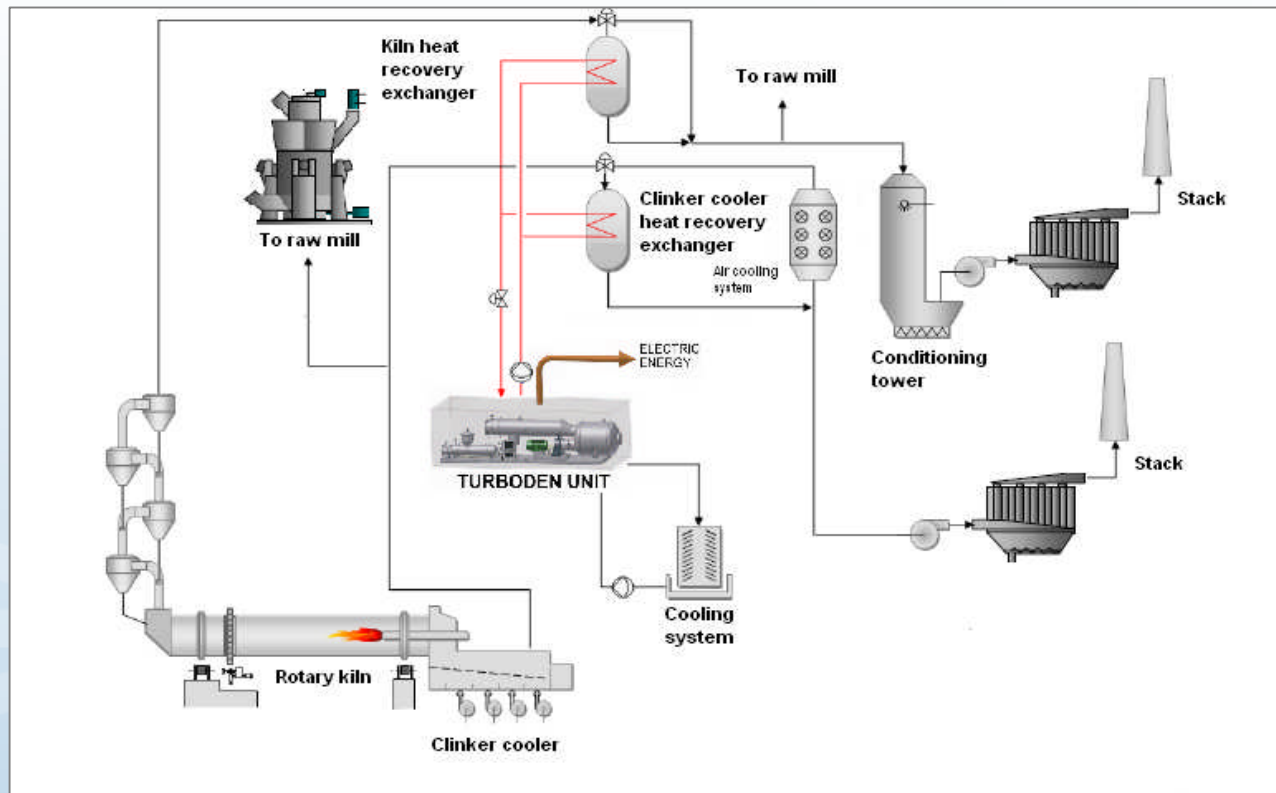 Kiln heat
recovery
exchanger
To raw mill
Stack
To raw mill
Clinker cooler
heat recovery
exchanger
Air cooling
system
ELECTRIC
ENERGY
Conditioning
tower
TURBODEN UNIT
Stack
Cooling
system
Rotary kiln
Clinker cooler